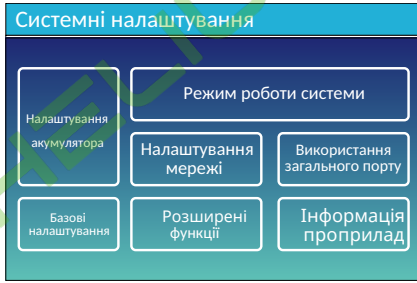 Системні налаштування
Режим роботи системи
Налаштування
акумулятора
Налаштування
мережі
Використання
загального порту
Базові
налаштування
Розширені
функції
Інформація
проприлад